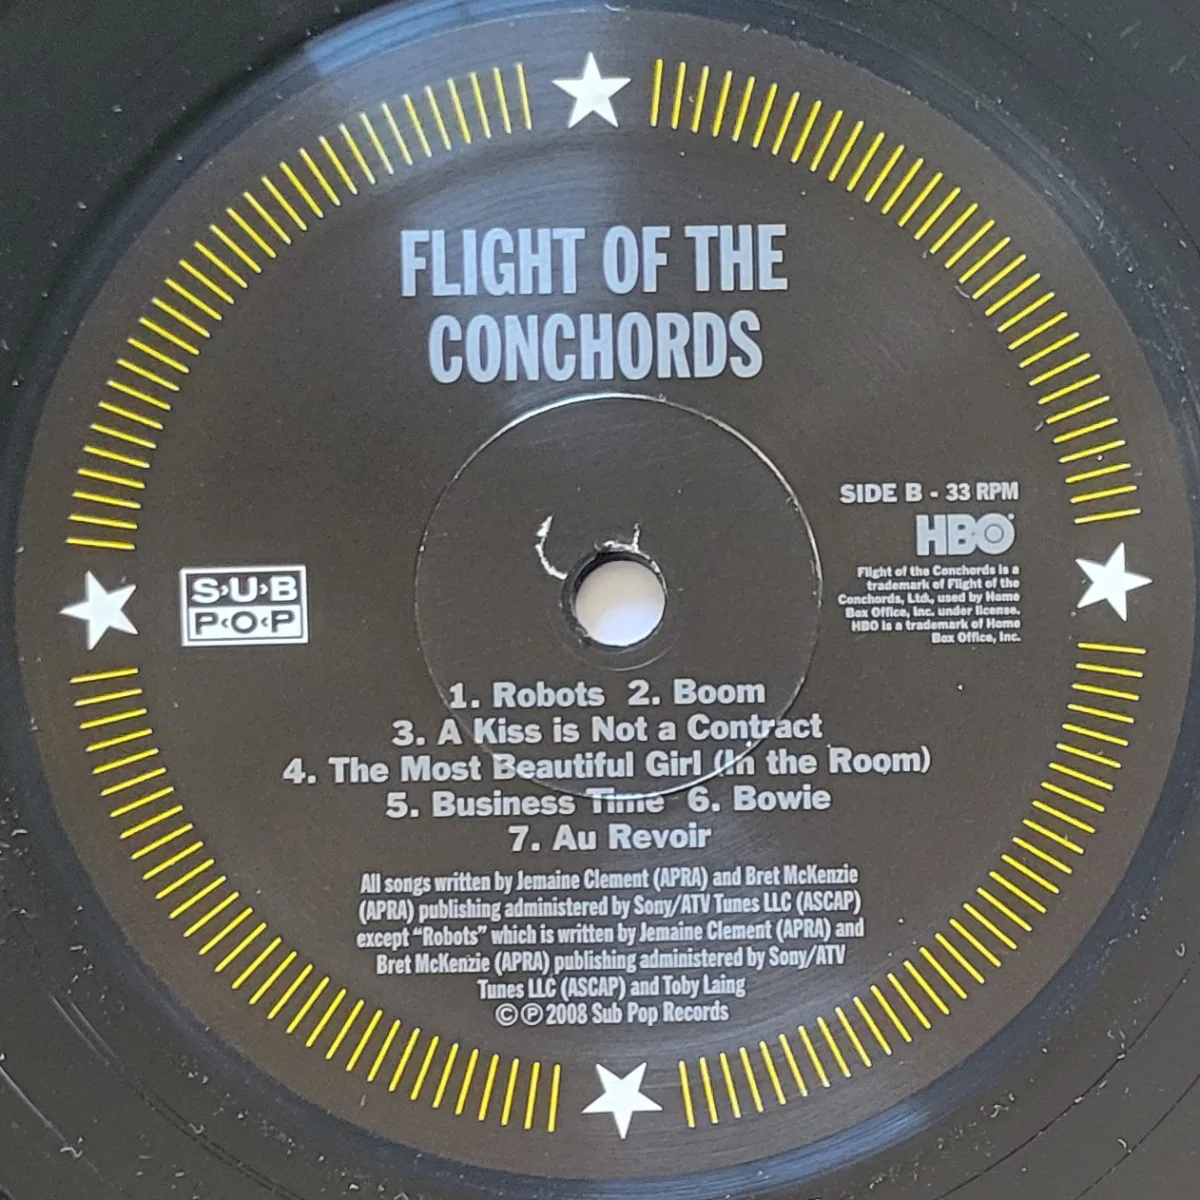 FLIGHT OF THE
CONCHORDS
SIDE B - 33 RPM
HBO®
Flight of the Conchords is a
trademark of Flight of the
Conchords, Ltd., used by Home
Box Office, Inc. under license.
HBO is a trademark of Home
Box Office, Inc.
S›U›B
P‹O‹P
1. Robots 2. Boom
3. A Kiss is Not a Contract
4. The Most Beautiful Girl (In the Room)
5. Business Time 6. Bowie
7. Au Revoir
All songs written by Jemaine Clement (APRA) and Bret McKenzie
(APRA) publishing administered by Sony/ATV Tunes LLC (ASCAP)
except “Robots” which is written by Jemaine Clement (APRA) and
Bret McKenzie (APRA) publishing administered by Sony/ATV
Tunes LLC (ASCAP) and Toby Laing
©℗ 2008 Sub Pop Records